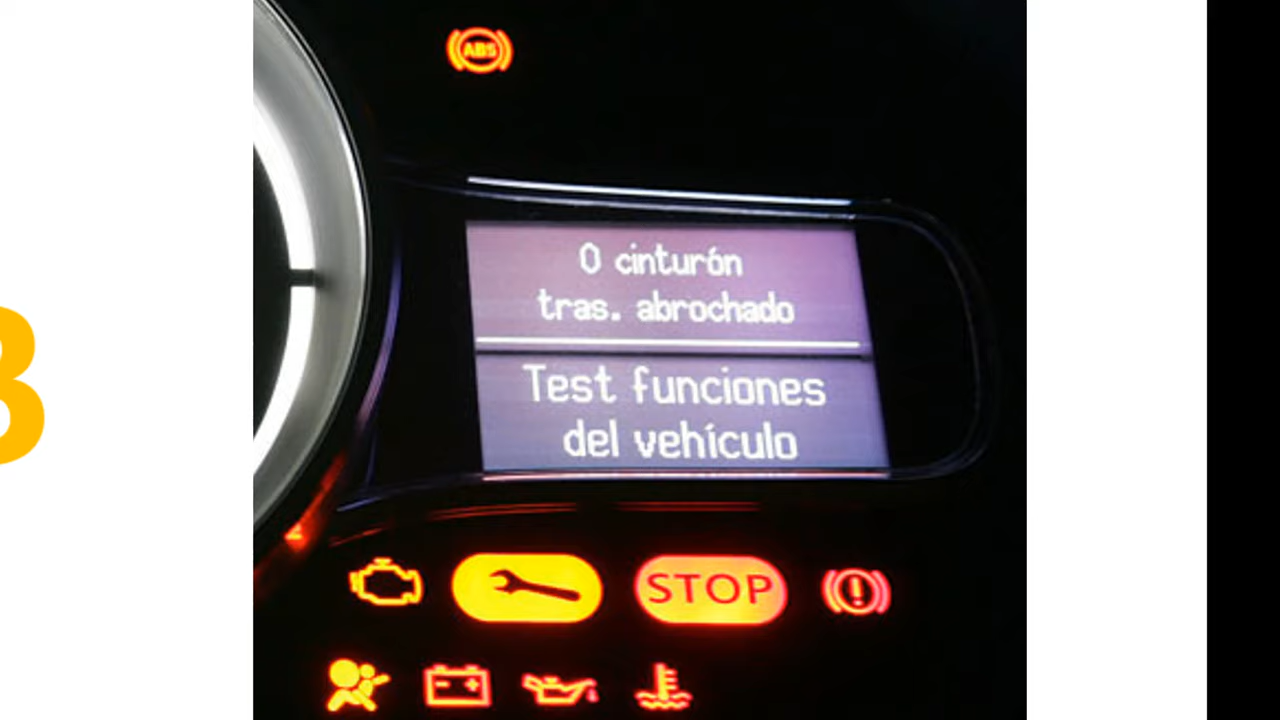 ABS
0 cinturón
tras. abrochado
Test funciones
del vehículo
STOP